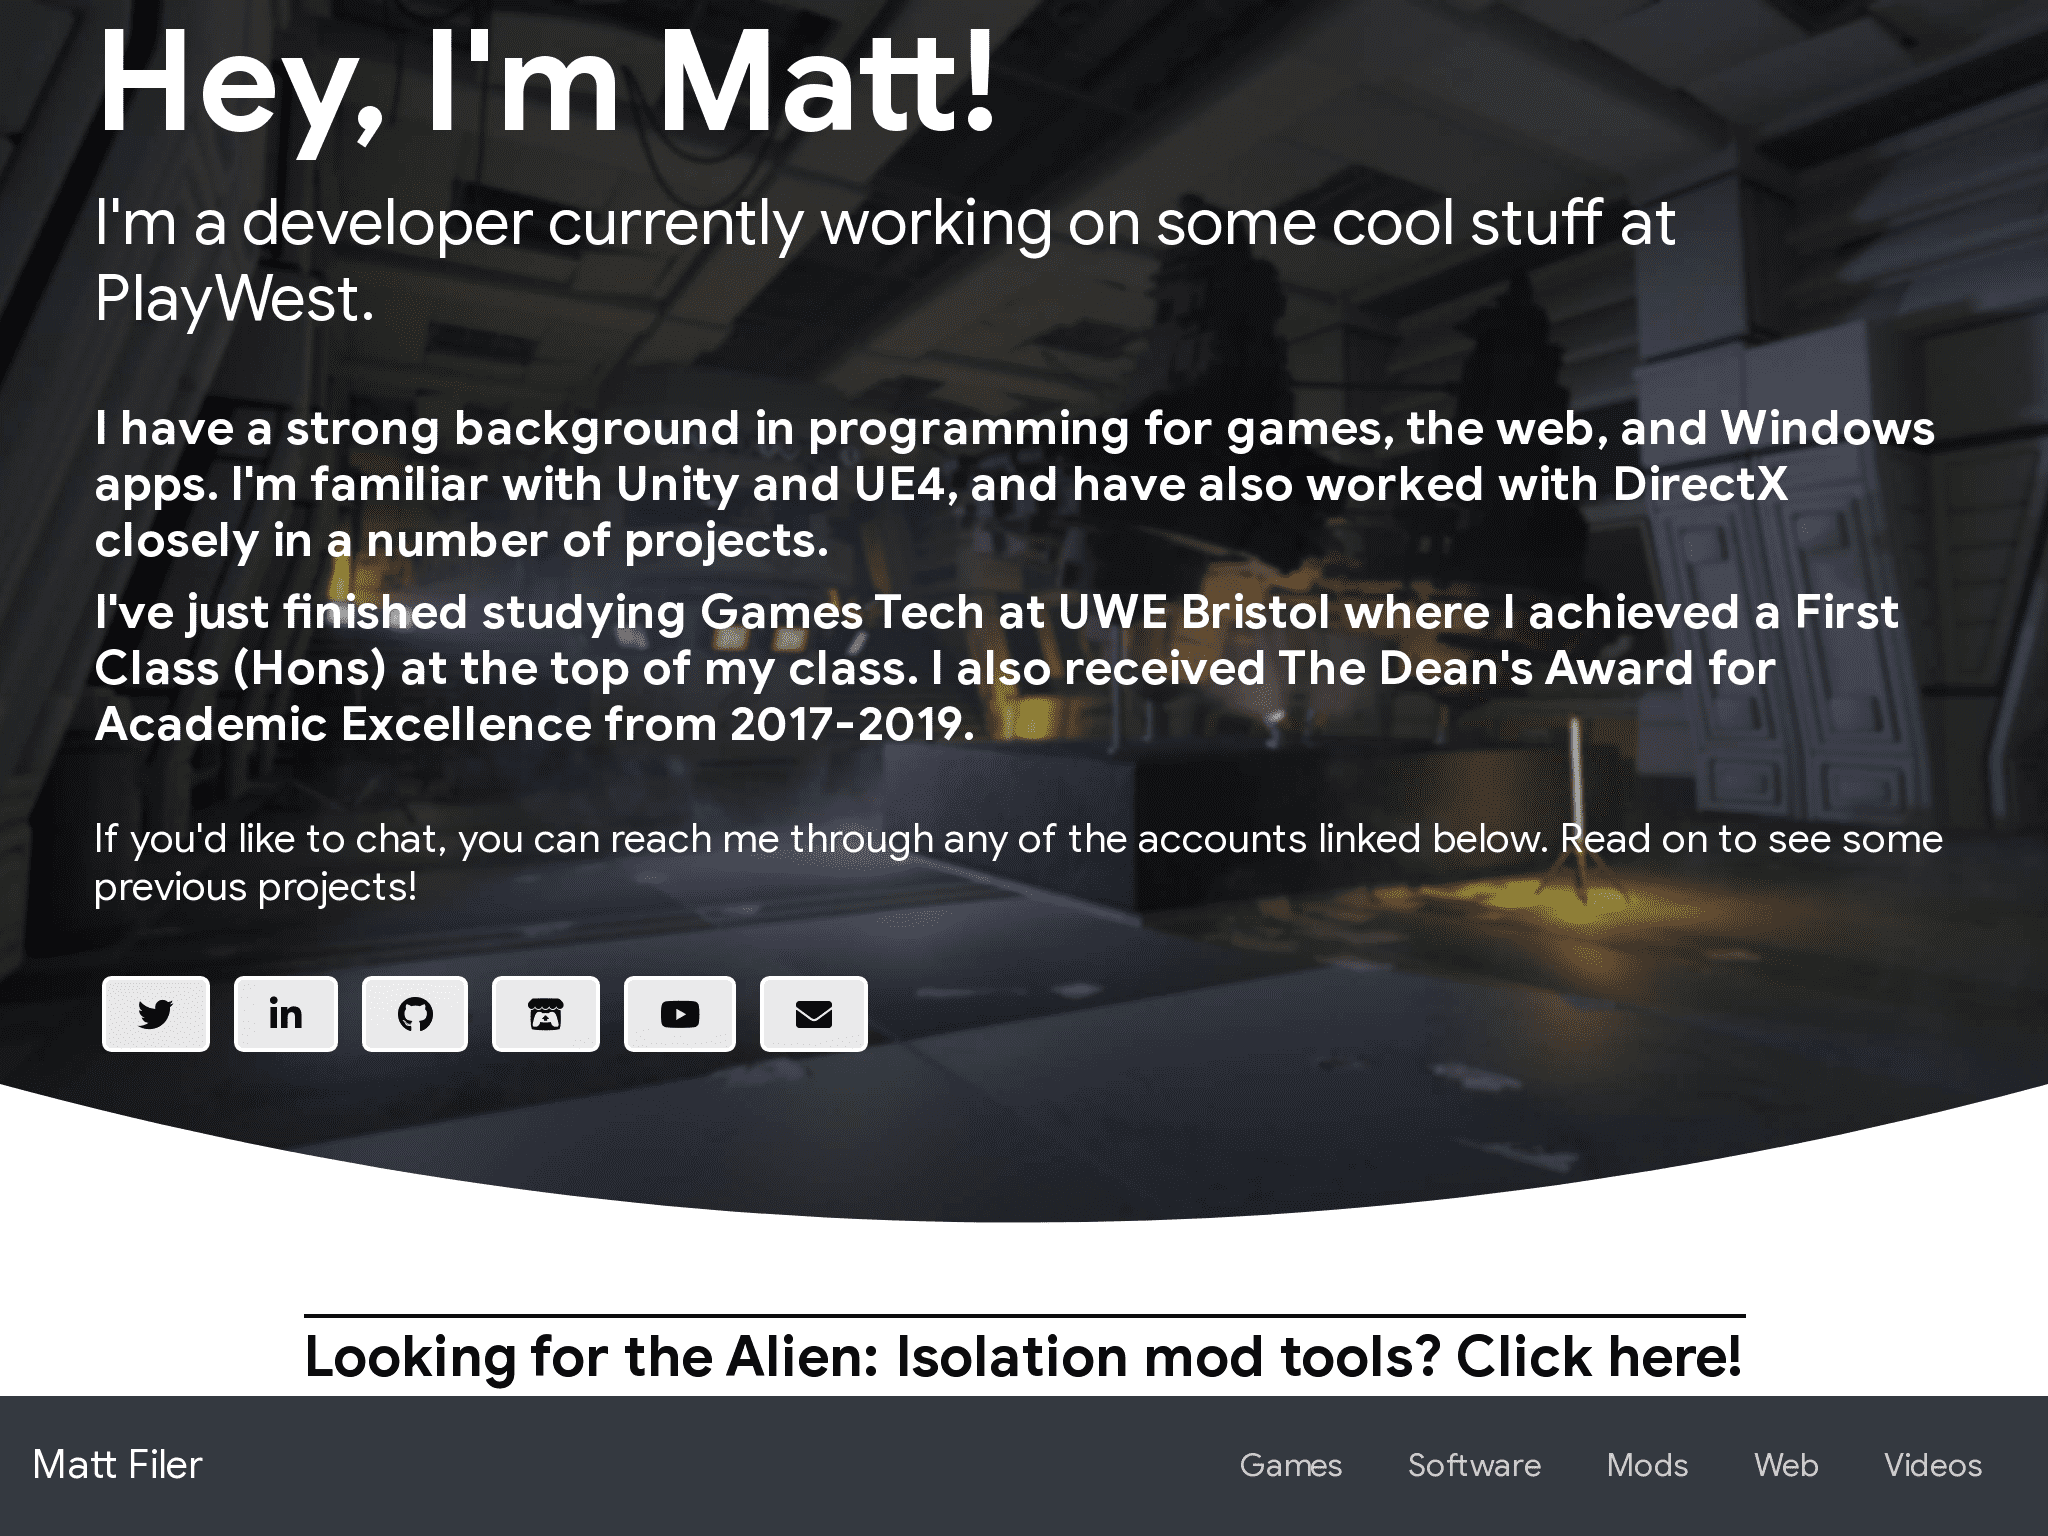 Hey, I'm Matt!
I'm a developer currently working on some cool stuff at
PlayWest.
I have a strong background in programming for games, the web, and Windows
apps. I'm familiar with Unity and UE4, and have also worked with DirectX
closely in a number of projects.
I've just finished studying Games Tech at UWE Bristol where I achieved a First
Class (Hons) at the top of my class. I also received The Dean's Award for
Academic Excellence from 2017-2019.
If you'd like to chat, you can reach me through any of the accounts linked below. Read on to see some
previous projects!
in
Looking for the Alien: Isolation mod tools? Click here!
Matt Filer Games Software Mods Web Videos